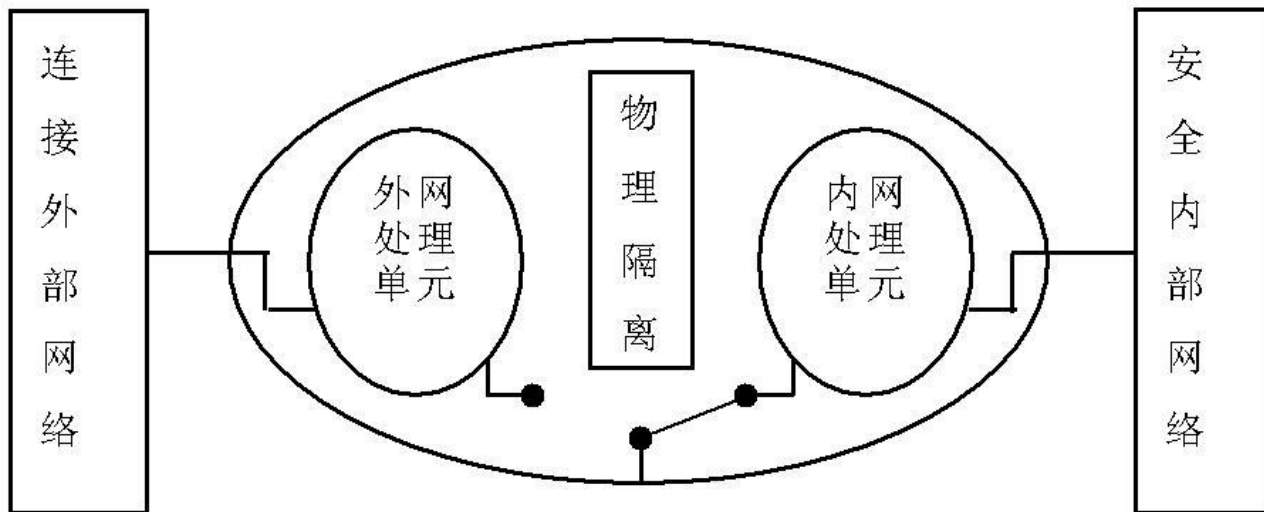 连接外部网络
外网
处理
单元
物理隔离
内网
处理
单元
安全内部网络